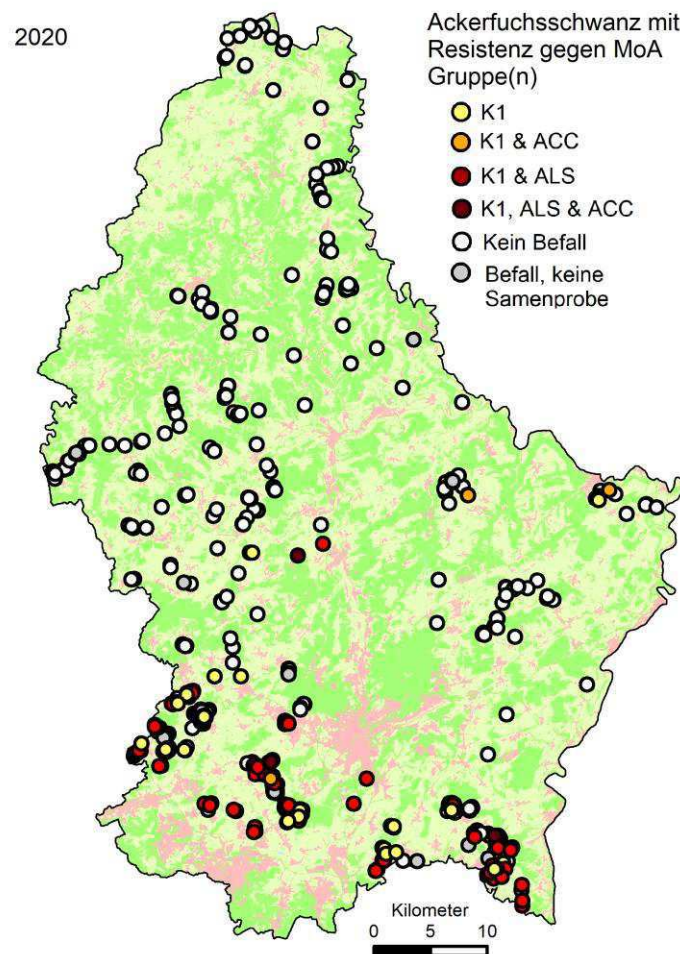 2020
Ackerfuchsschwanz mit
Resistenz gegen MoA
Gruppe(n)
K1
K1 & ACC
K1 & ALS
K1, ALS & ACC
Kein Befall
Befall, keine
Samenprobe
Kilometer
0 5 10